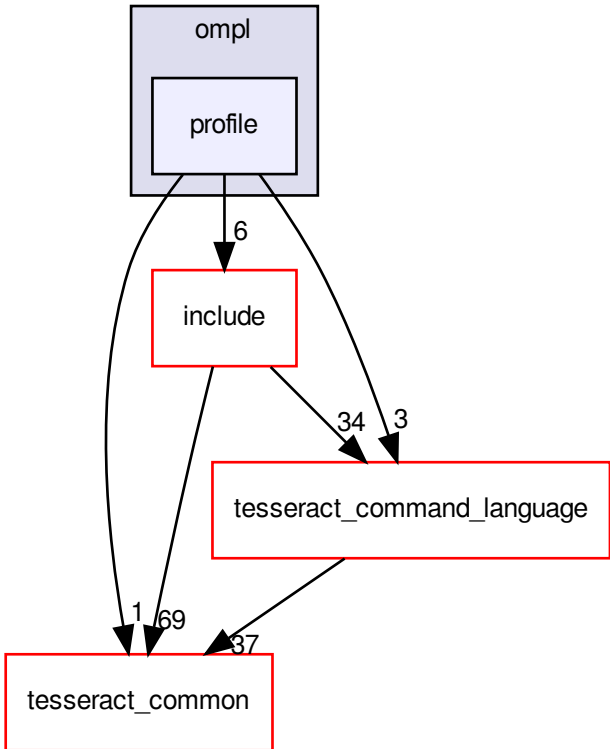 ompl
profile
6
include
34
3
tesseract_command_language
1
69
37
tesseract_common